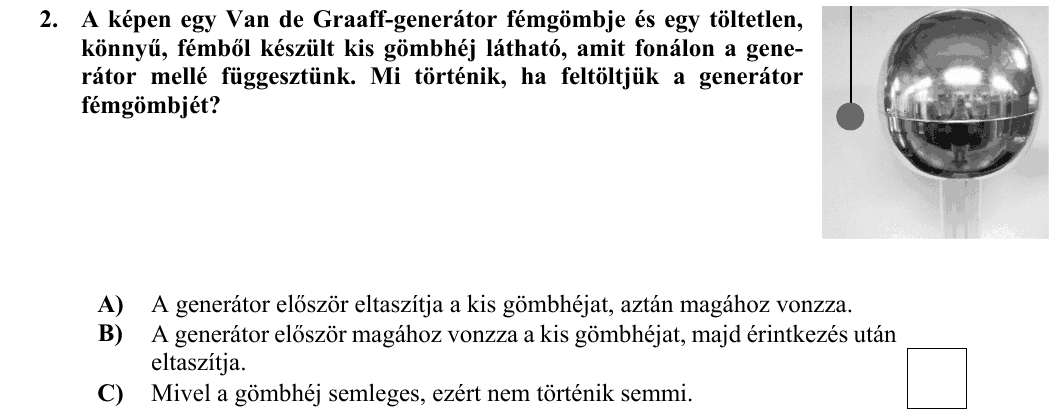 2. A képen egy Van de Graaff-generátor fémgömbje és egy töltetlen,
könnyű, fémből készült kis gömbhéj látható, amit fonálon a gene-
rátor mellé függesztünk. Mi történik, ha feltöltjük a generátor
fémgömbjét?
A) A generátor először eltaszítja a kis gömbhéjat, aztán magához vonzza.
B) A generátor először magához vonzza a kis gömbhéjat, majd érintkezés után
eltaszítja.
C) Mivel a gömbhéj semleges, ezért nem történik semmi.